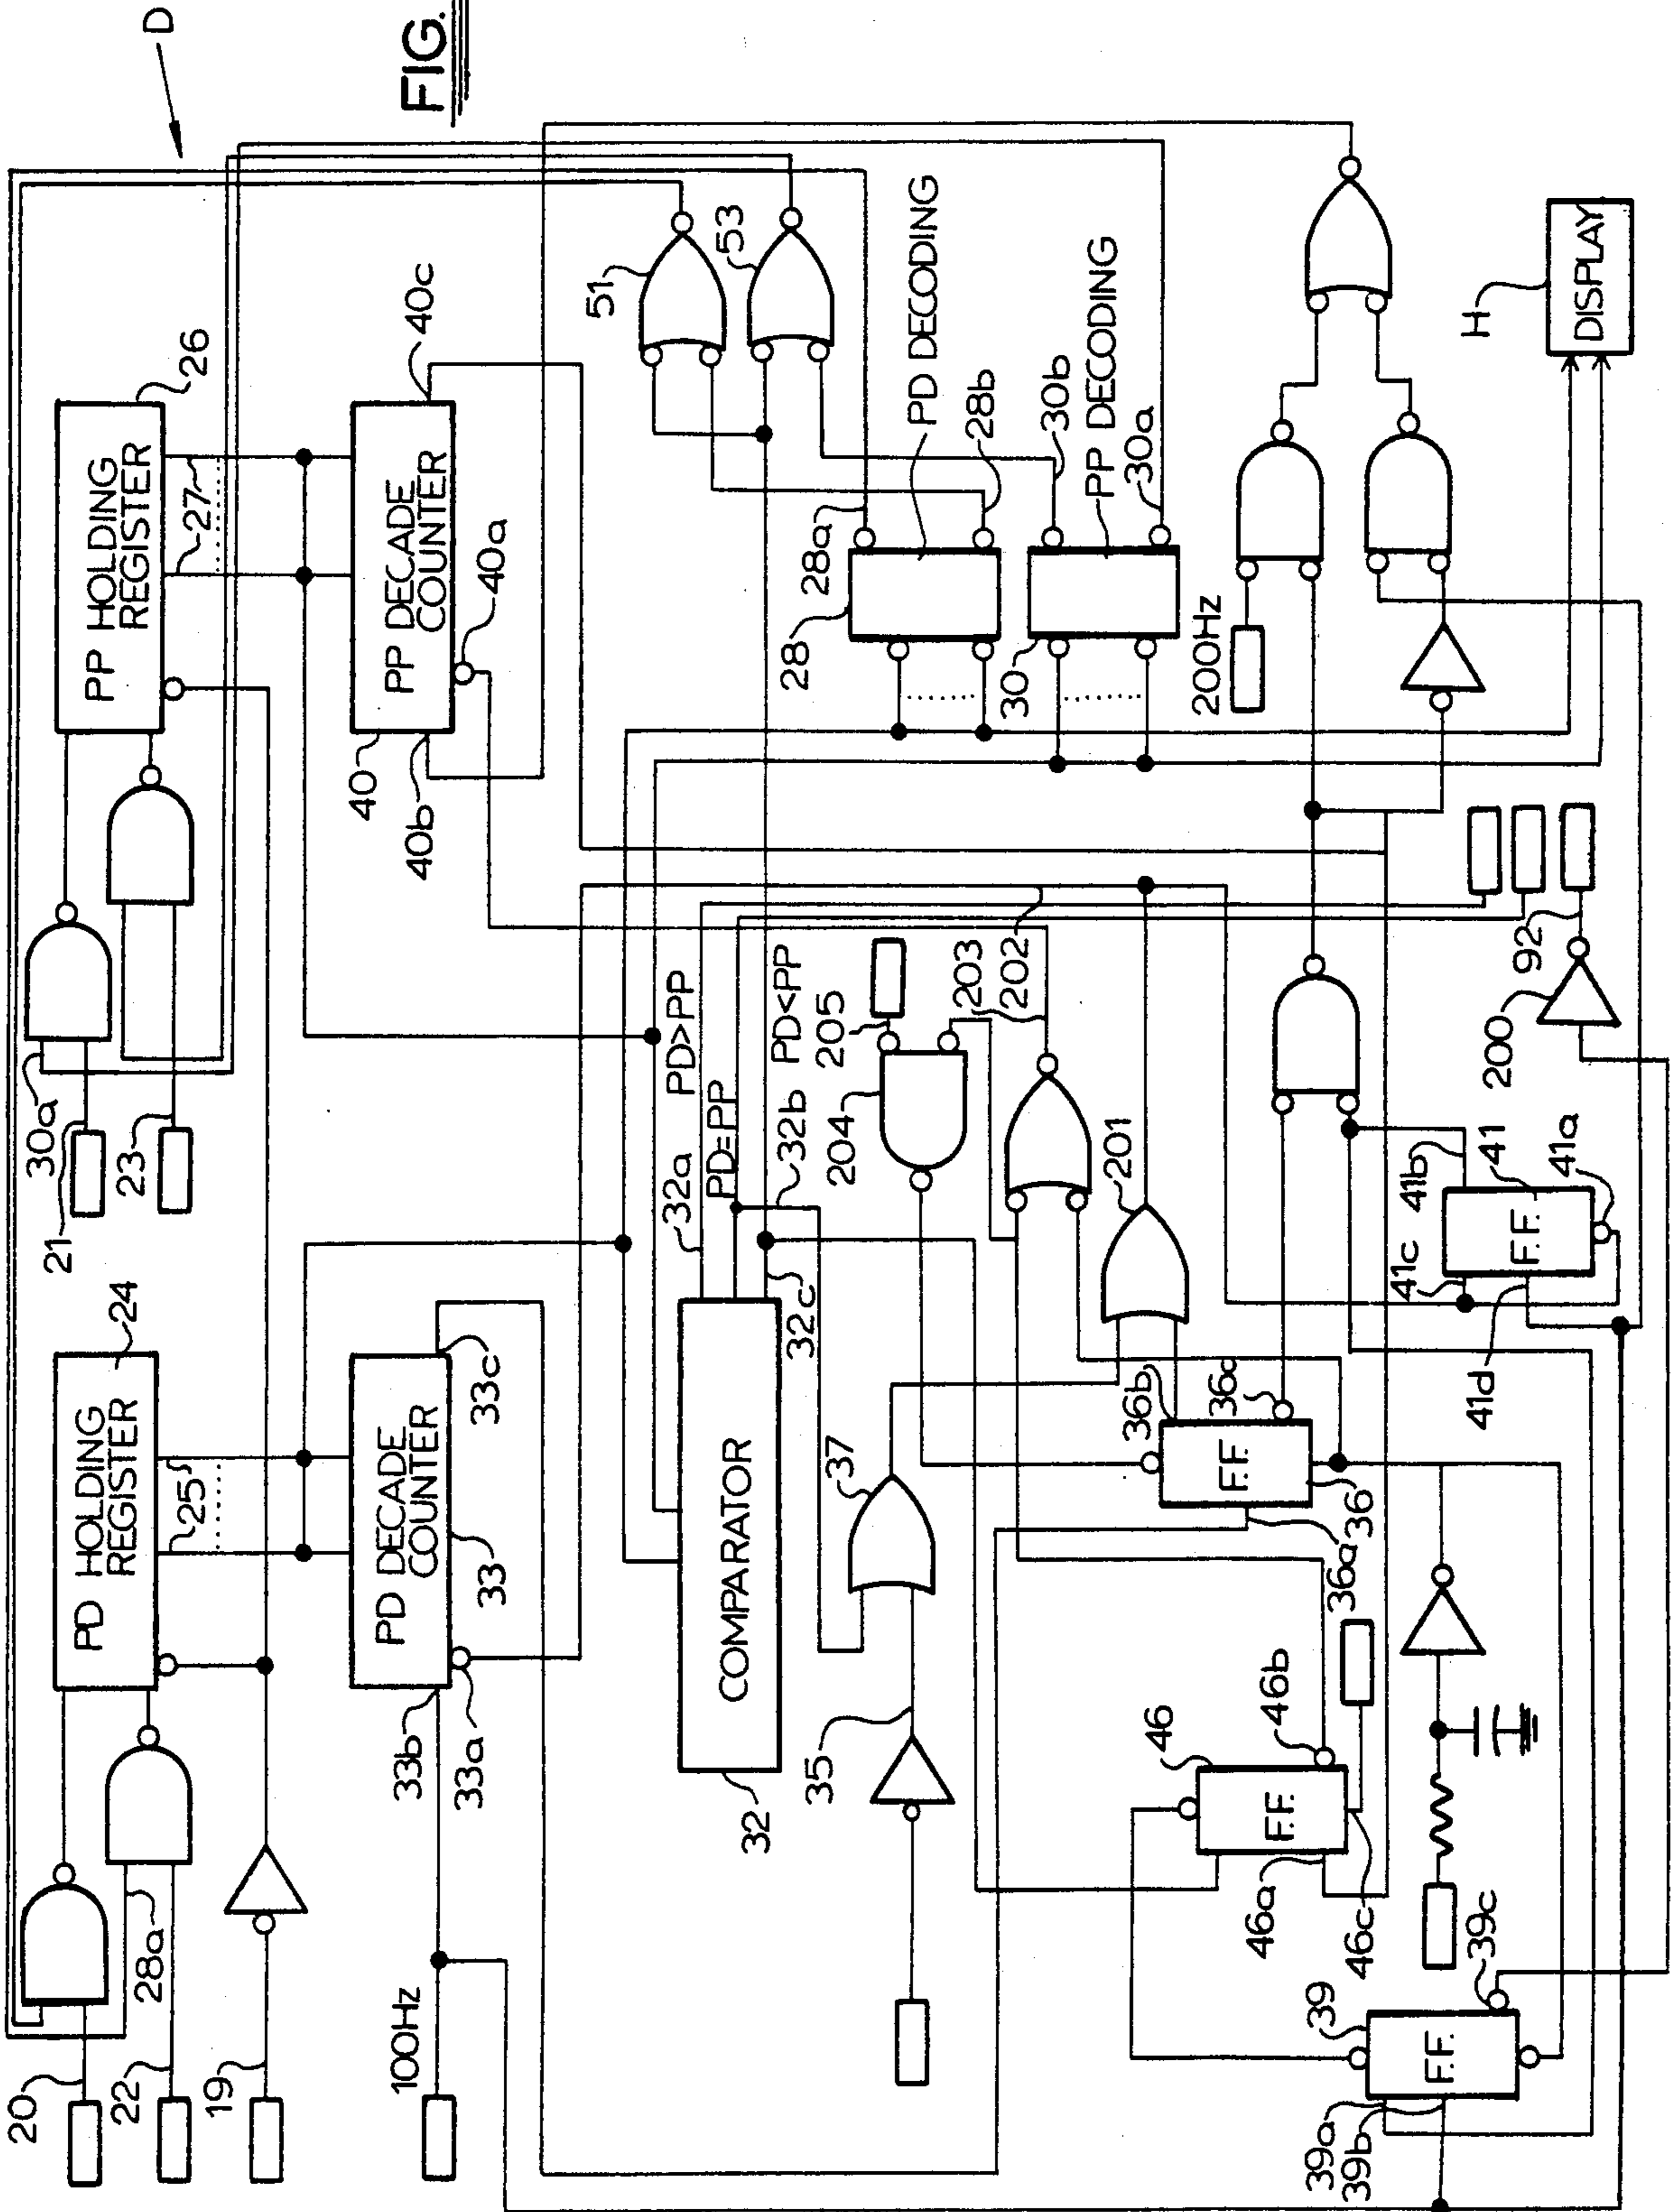 D
FIG.
PP HOLDING
REGISTER
26
27
30a
21
23
PD HOLDING
REGISTER
24
25
28a
20
22
19
PP DECADE
COUNTER
40
40a
40b
40c
PD DECADE
COUNTER
33
33a
33b
33c
100Hz
51
53
PD DECODING
28
28a
28b
PP DECODING
30
30a
30b
COMPARATOR
32
32a
PD>PP
PD=PP
32b
PD<PP
32c
35
37
204
205
203
202
201
F.F.
36
36a
36b
36c
F.F.
46
46a
46b
46c
F.F.
39
39a
39b
39c
F.F.
41
41a
41b
41c
41d
200
92
200Hz
H
DISPLAY